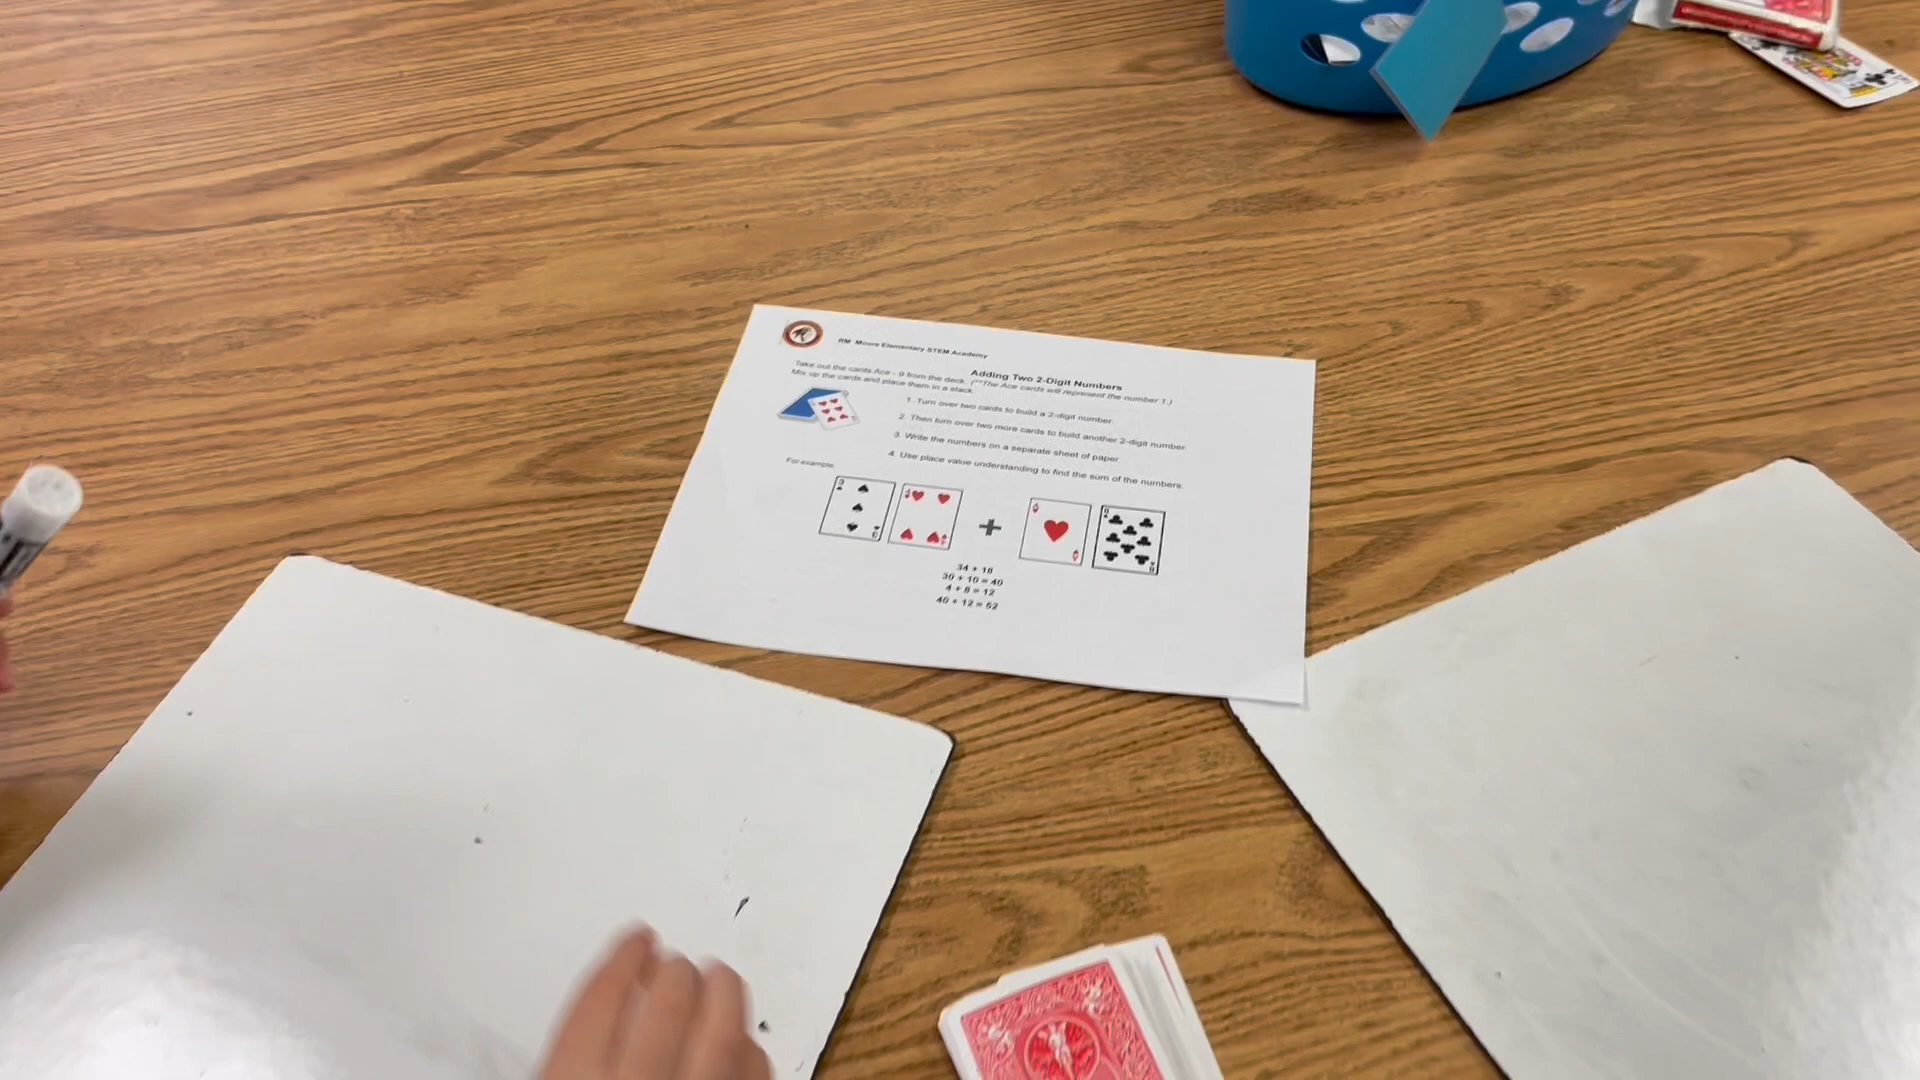 RM Moore Elementary STEM Academy
Adding Two 2-Digit Numbers
Take out the cards Ace - 9 from the deck. (**The Ace cards will represent the number 1.)
Mix up the cards and place them in a stack.
1. Turn over two cards to build a 2-digit number.
2. Then turn over two more cards to build another 2-digit number.
3. Write the numbers on a separate sheet of paper.
4. Use place value understanding to find the sum of the numbers.
For example:
3
4
+
8
34 + 18
30 + 10 = 40
4 + 8 = 12
40 + 12 = 52